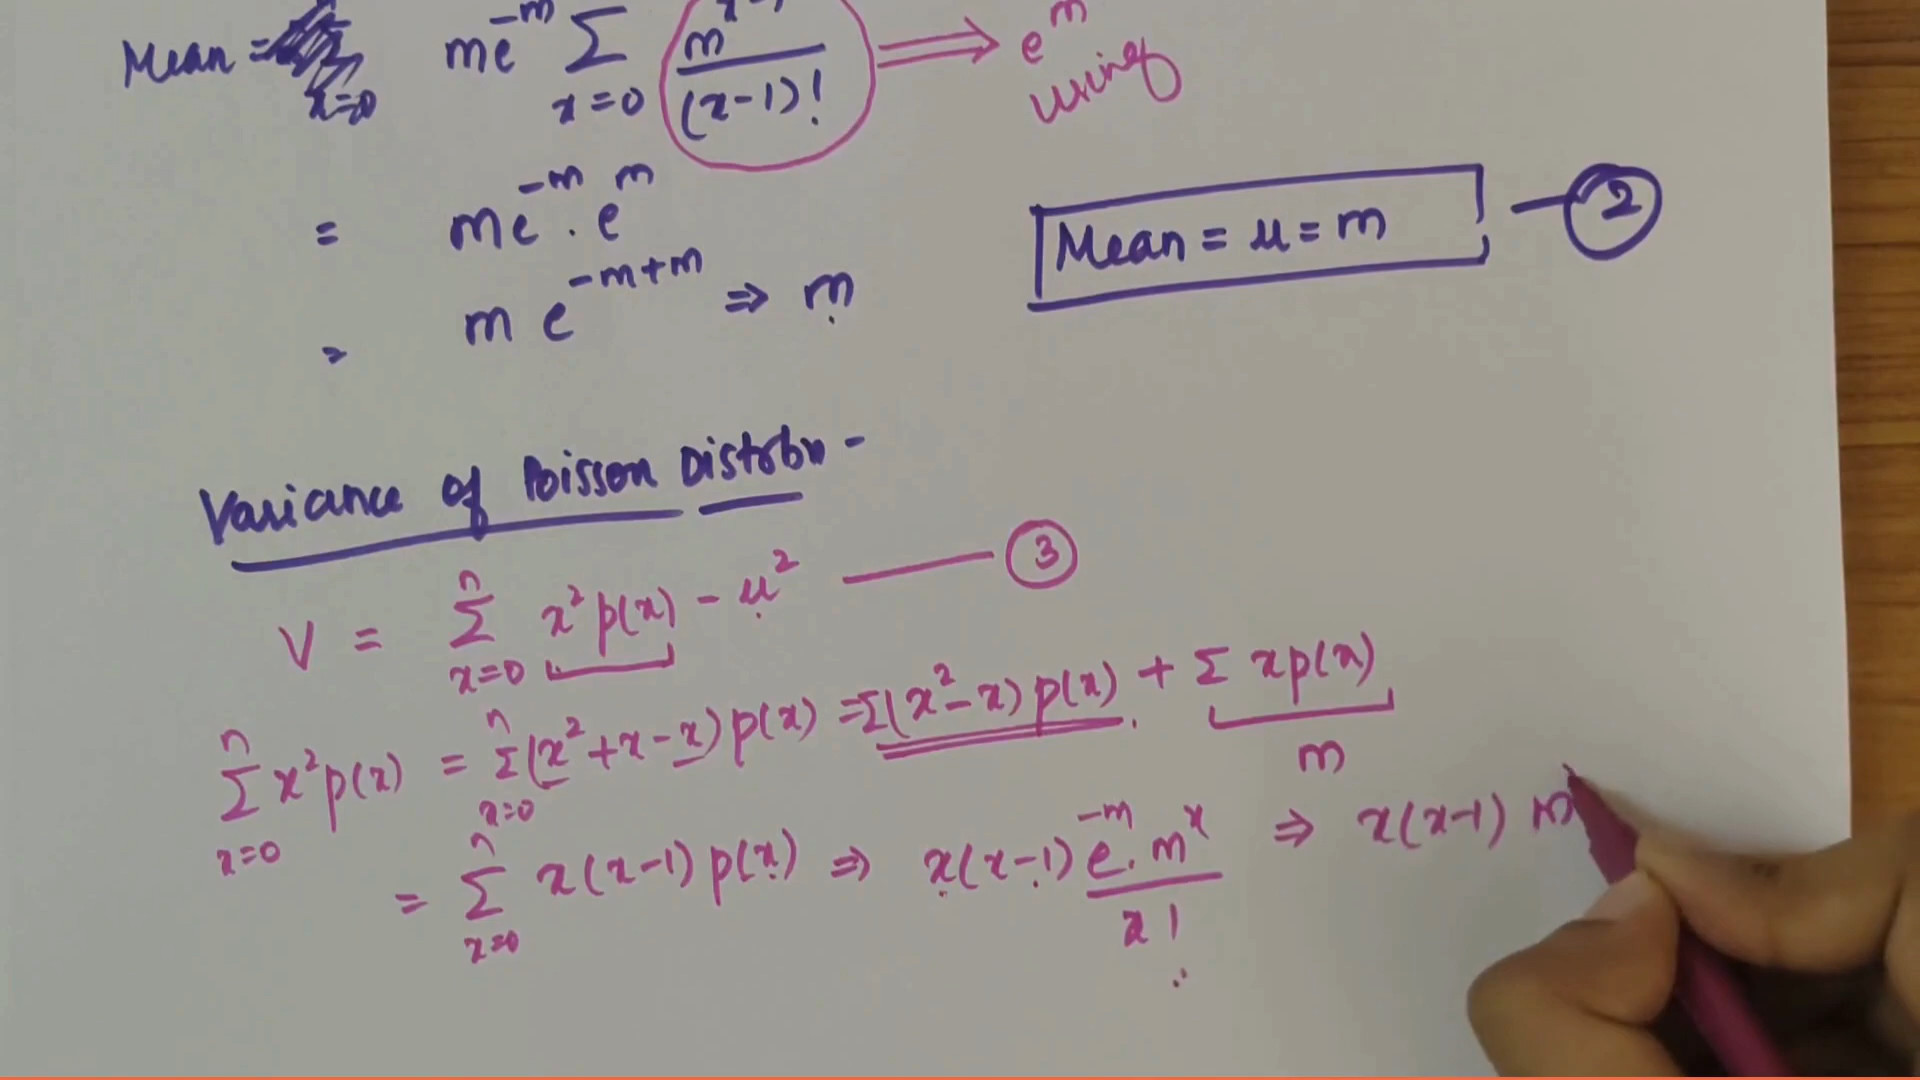 Mean = x=0 me^{-m} Σ_{x=0} m^{x-1}/(x-1)! ⟹ e^m using
= me^{-m} . e^m
Mean = μ = m — 2
= m e^{-m+m} ⇒ m
Variance of Poisson Distrbn -
V = Σ_{x=0}^{n} x² p(x) - μ² — 3
Σ_{x=0}^{n} x² p(x) = Σ_{x=0}^{n} (x² + x - x) p(x) = Σ(x² - x) p(x) + Σ x p(x)
m
= Σ_{x=0}^{n} x(x-1) p(x) ⇒ x(x-1) e^{-m} . m^x / x! ⇒ x(x-1) m